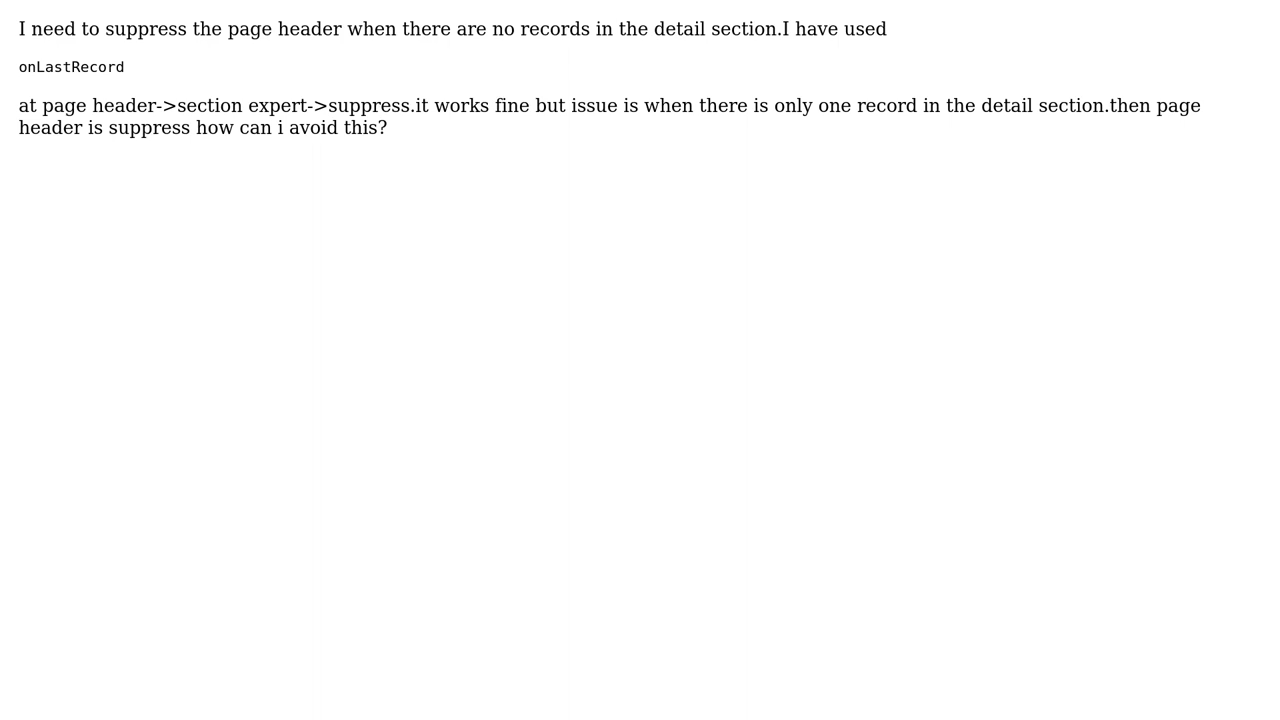 I need to suppress the page header when there are no records in the detail section.I have used
onLastRecord
at page header->section expert->suppress.it works fine but issue is when there is only one record in the detail section.then page
header is suppress how can i avoid this?